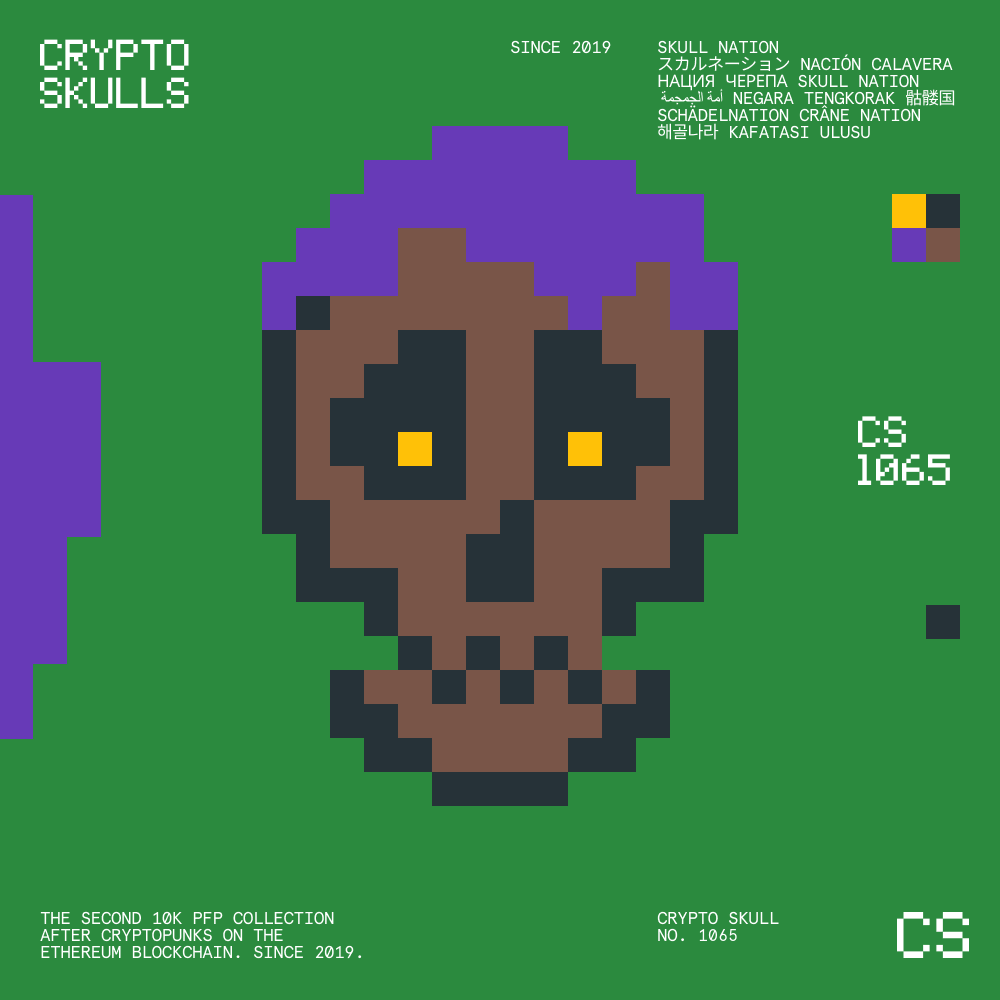 CRYPTO
SKULLS
SINCE 2019
SKULL NATION
スカルネーション NACIÓN CALAVERA
НАЦИЯ ЧЕРЕПА SKULL NATION
أمة الجمجمة NEGARA TENGKORAK 骷髅国
SCHÄDELNATION CRÂNE NATION
해골나라 KAFATASI ULUSU
CS
1065
THE SECOND 10K PFP COLLECTION
AFTER CRYPTOPUNKS ON THE
ETHEREUM BLOCKCHAIN. SINCE 2019.
CRYPTO SKULL
NO. 1065
CS